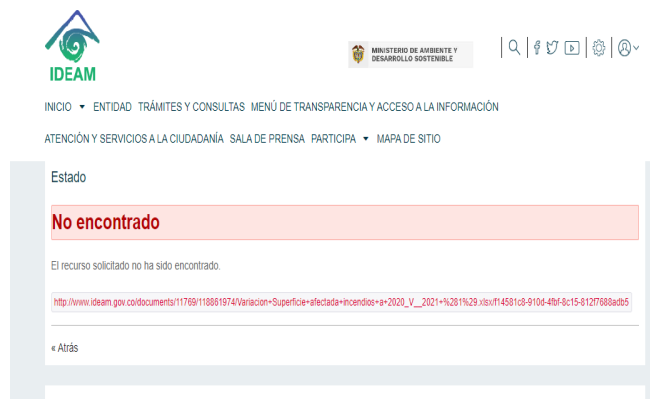 IDEAM
MINISTERIO DE AMBIENTE Y
DESARROLLO SOSTENIBLE
INICIO ENTIDAD TRÁMITES Y CONSULTAS MENÚ DE TRANSPARENCIA Y ACCESO A LA INFORMACIÓN
ATENCIÓN Y SERVICIOS A LA CIUDADANÍA SALA DE PRENSA PARTICIPA MAPA DE SITIO
Estado
No encontrado
El recurso solicitado no ha sido encontrado.
http://www.ideam.gov.co/documents/11769/118861974/Variacion+Superficie+afectada+incendios+a+2020_V__2021+%281%29.xlsx/f14581c8-910d-4fbf-8c15-812f7688adb5
« Atrás